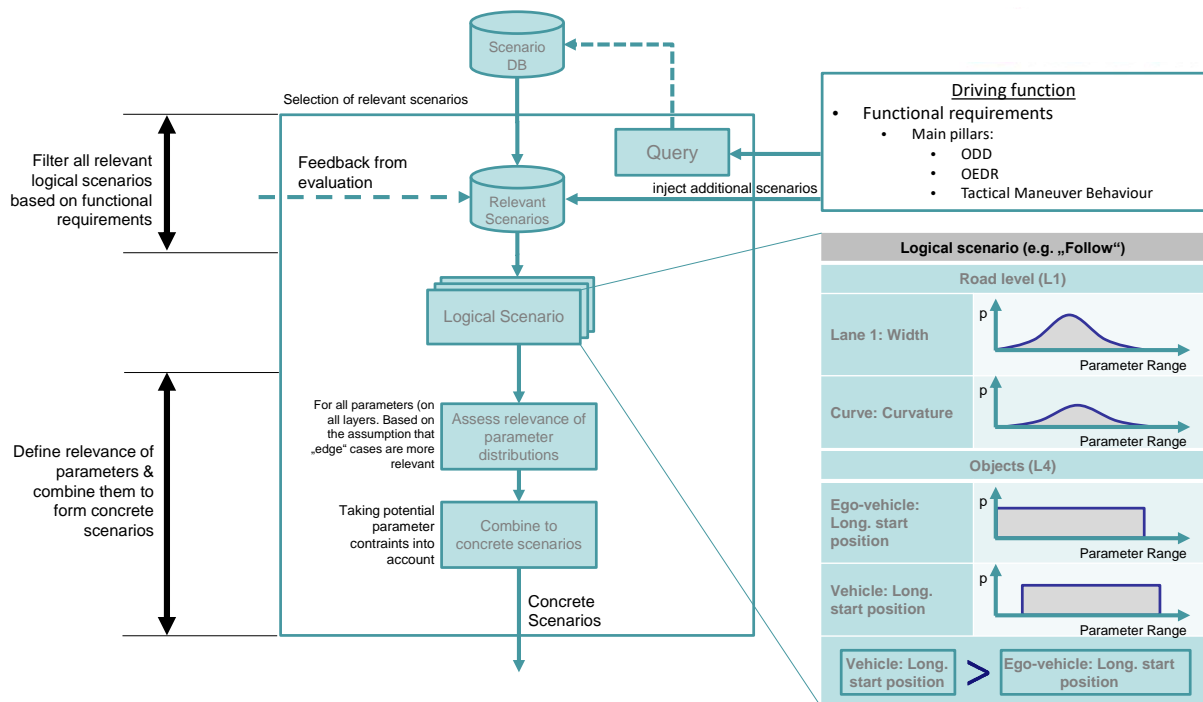 Scenario
DB
Selection of relevant scenarios
Filter all relevant
logical scenarios
based on functional
requirements
Feedback from
evaluation
Query
inject additional scenarios
Relevant
Scenarios
Driving function
• Functional requirements
• Main pillars:
• ODD
• OEDR
• Tactical Maneuver Behaviour
Logical Scenario
Define relevance of
parameters &
combine them to
form concrete
scenarios
For all parameters (on
all layers. Based on
the assumption that
„edge“ cases are more
relevant
Assess relevance of
parameter
distributions
Taking potential
parameter
contraints into
account
Combine to
concrete scenarios
Concrete
Scenarios
Logical scenario (e.g. „Follow“)
Road level (L1)
Lane 1: Width
p
Parameter Range
Curve: Curvature
p
Parameter Range
Objects (L4)
Ego-vehicle:
Long. start
position
p
Parameter Range
Vehicle: Long.
start position
p
Parameter Range
Vehicle: Long.
start position
>
Ego-vehicle: Long. start
position